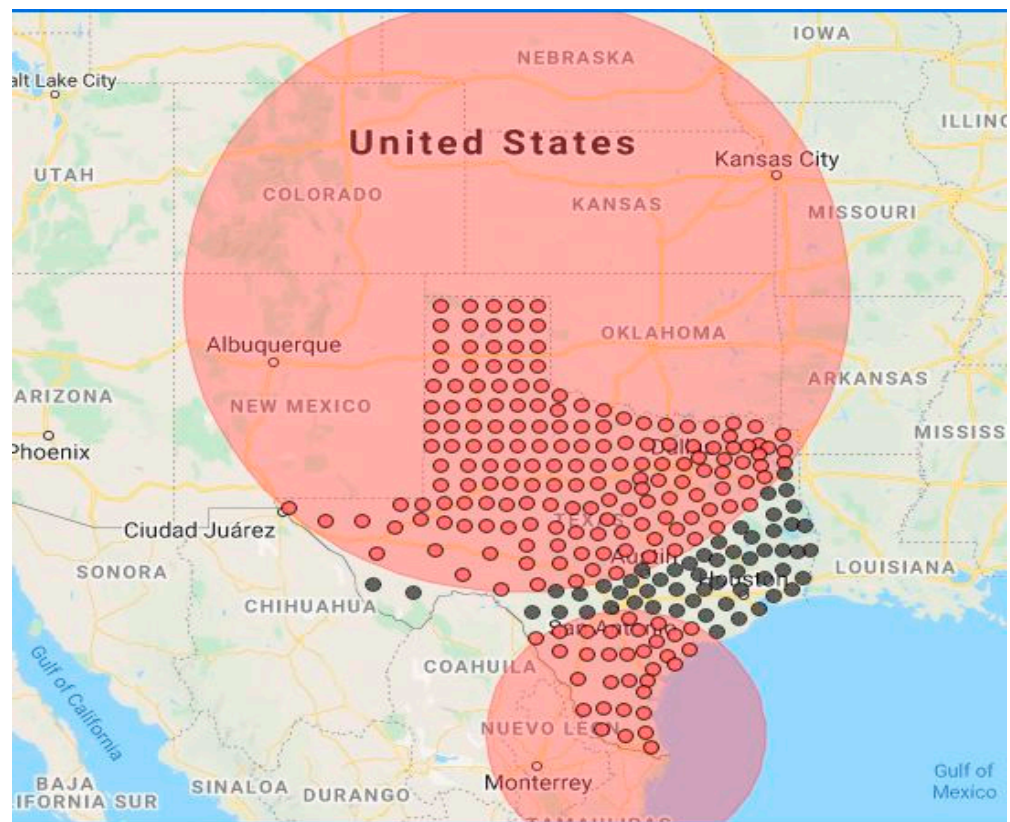 IOWA
NEBRASKA
alt Lake City
ILLINO
United States
Kansas City
UTAH
COLORADO
KANSAS
MISSOURI
OKLAHOMA
Albuquerque
ARKANSAS
ARIZONA
NEW MEXICO
MISSISS
Phoenix
Dall
TEXAS
Ciudad Juárez
Austin
SONORA
Houston
LOUISIANA
CHIHUAHUA
San Antonio
COAHUILA
Gulf of California
NUEVO LEON
Monterrey
Gulf of
Mexico
BAJA
IFORNIA SUR
SINALOA
DURANGO
TAMAULIPAS